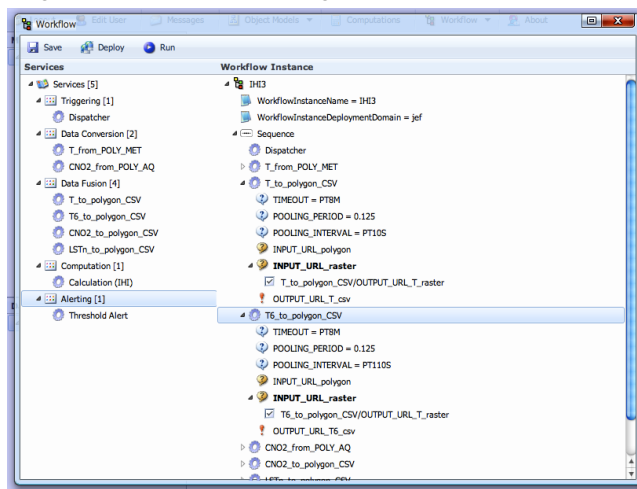 Workflow
Edit User
Messages
Object Models
Computations
Workflow
About
Save
Deploy
Run
Services
Services [5]
Triggering [1]
Dispatcher
Data Conversion [2]
T_from_POLY_MET
CNO2_from_POLY_AQ
Data Fusion [4]
T_to_polygon_CSV
T6_to_polygon_CSV
CNO2_to_polygon_CSV
LSTn_to_polygon_CSV
Computation [1]
Calculation (IHI)
Alerting [1]
Threshold Alert
Workflow Instance
IHI3
WorkflowInstanceName = IHI3
WorkflowInstanceDeploymentDomain = jef
Sequence
Dispatcher
T_from_POLY_MET
T_to_polygon_CSV
TIMEOUT = PT8M
POOLING_PERIOD = 0.125
POOLING_INTERVAL = PT10S
INPUT_URL_polygon
INPUT_URL_raster
T_to_polygon_CSV/OUTPUT_URL_T_raster
OUTPUT_URL_T_csv
T6_to_polygon_CSV
TIMEOUT = PT8M
POOLING_PERIOD = 0.125
POOLING_INTERVAL = PT110S
INPUT_URL_polygon
INPUT_URL_raster
T6_to_polygon_CSV/OUTPUT_URL_T_raster
OUTPUT_URL_T6_csv
CNO2_from_POLY_AQ
CNO2_to_polygon_CSV
LSTn_to_polygon_CSV